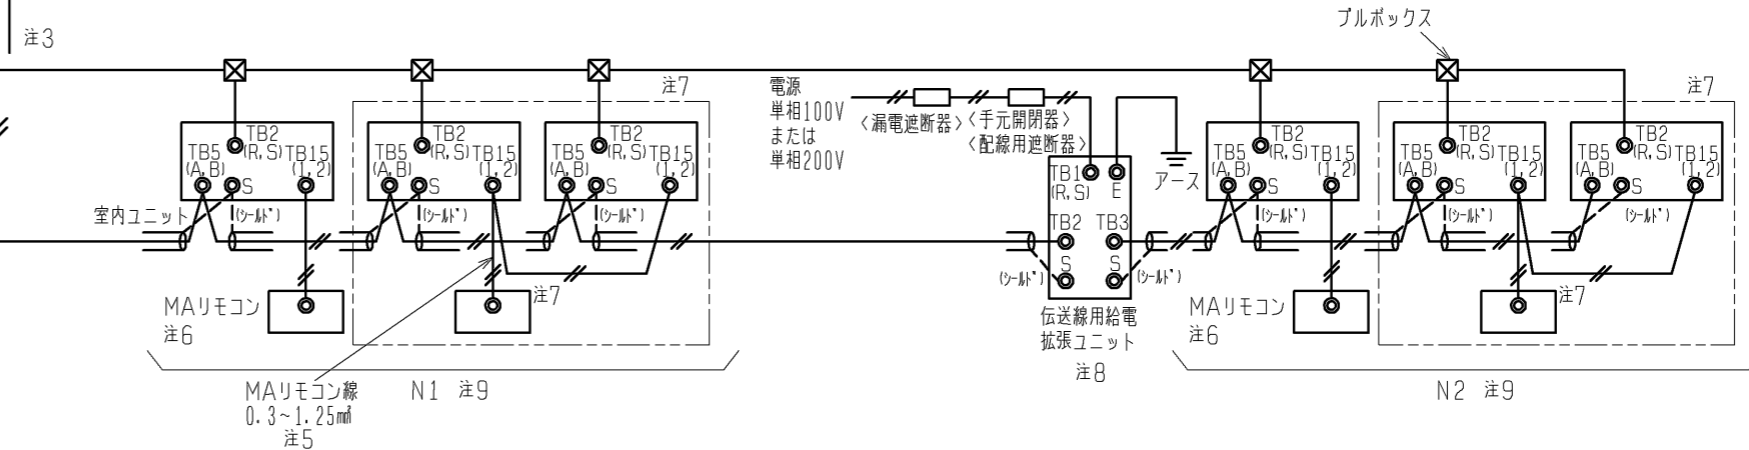 プルボックス
注3
注7
注7
電源
単相100V
または
単相200V
〈漏電遮断器〉
〈手元開閉器〉
〈配線用遮断器〉
アース
TB2
(R,S)
TB5
(A,B)
S
TB15
(1,2)
TB2
(R,S)
TB5
(A,B)
S
TB15
(1,2)
TB2
(R,S)
TB5
(A,B)
S
TB15
(1,2)
TB1
(R,S)
E
TB2
S
TB3
S
TB2
(R,S)
TB5
(A,B)
S
TB15
(1,2)
TB2
(R,S)
TB5
(A,B)
S
TB15
(1,2)
TB2
(R,S)
TB5
(A,B)
S
TB15
(1,2)
室内ユニット
(シールド)
(シールド)
(シールド)
(シールド)
(シールド)
(シールド)
(シールド)
(シールド)
MAリモコン
注6
注7
伝送線用給電
拡張ユニット
注8
MAリモコン
注6
注7
MAリモコン線
0.3~1.25㎟
注5
N1 注9
N2 注9